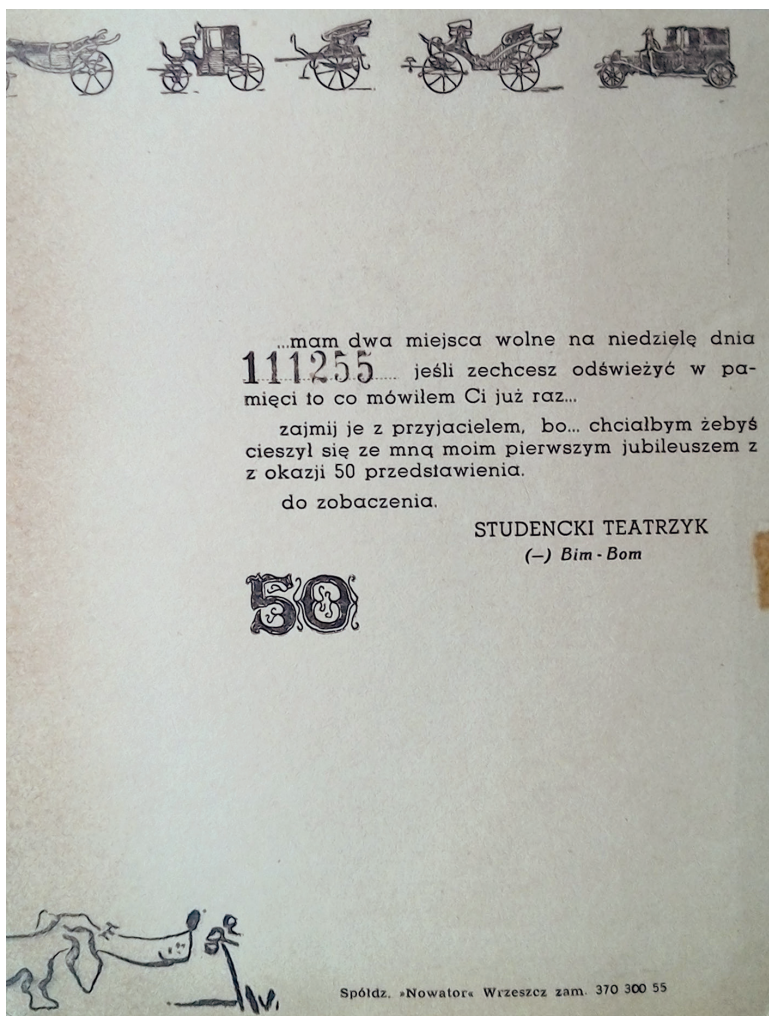 ...mam dwa miejsca wolne na niedzielę dnia
111255 ..... jeśli zechcesz odświeżyć w pa-
mięci to co mówiłem Ci już raz...
zajmij je z przyjacielem, bo... chciałbym żebyś
cieszył się ze mną moim pierwszym jubileuszem z
z okazji 50 przedstawienia.
do zobaczenia.
STUDENCKI TEATRZYK
(—) Bim - Bom
50
Spółdz. »Nowator« Wrzeszcz zam. 370 300 55